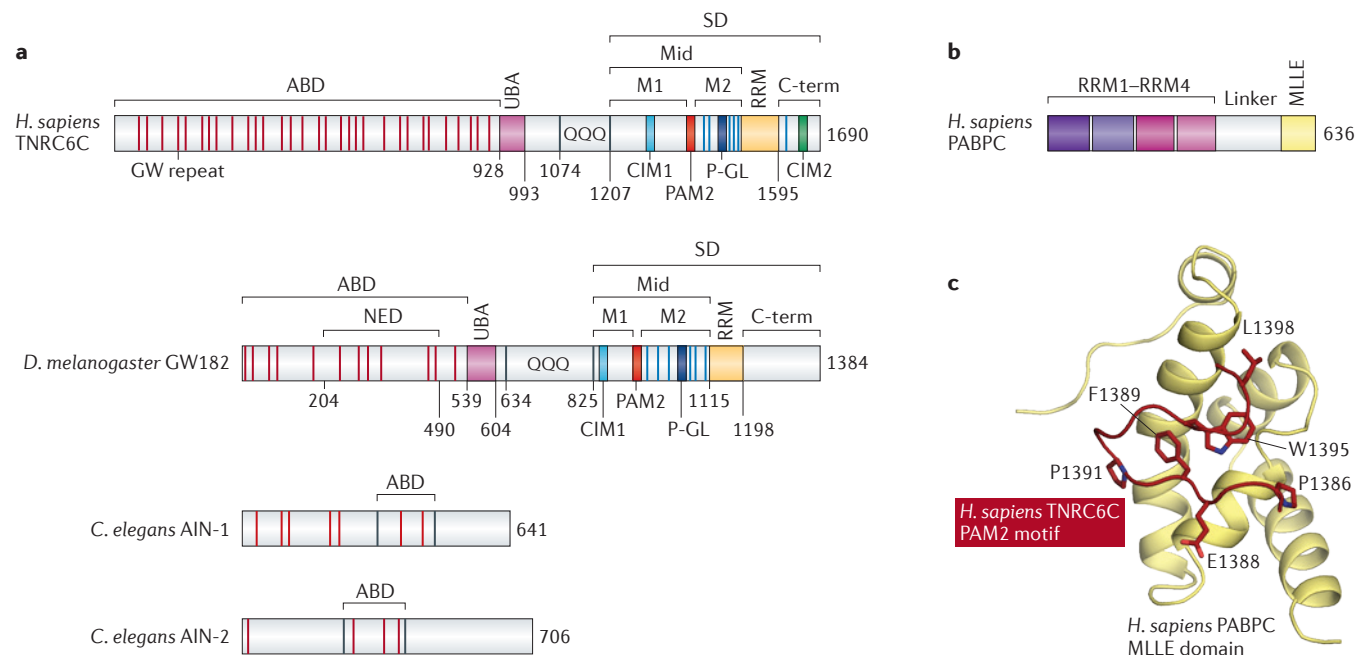 a
SD
Mid
ABD
UBA
M1
M2
RRM
C-term
H. sapiens
TNRC6C
QQQ
1690
GW repeat
928
993
1074
1207
CIM1
PAM2
P-GL
1595
CIM2
SD
ABD
Mid
NED
UBA
M1
M2
RRM
C-term
D. melanogaster GW182
QQQ
1384
204
490
539
604
634
825
CIM1
PAM2
P-GL
1115
1198
ABD
C. elegans AIN-1
641
ABD
C. elegans AIN-2
706
b
RRM1–RRM4
Linker
MLLE
H. sapiens
PABPC
636
c
L1398
F1389
W1395
P1391
P1386
H. sapiens TNRC6C
PAM2 motif
E1388
H. sapiens PABPC
MLLE domain